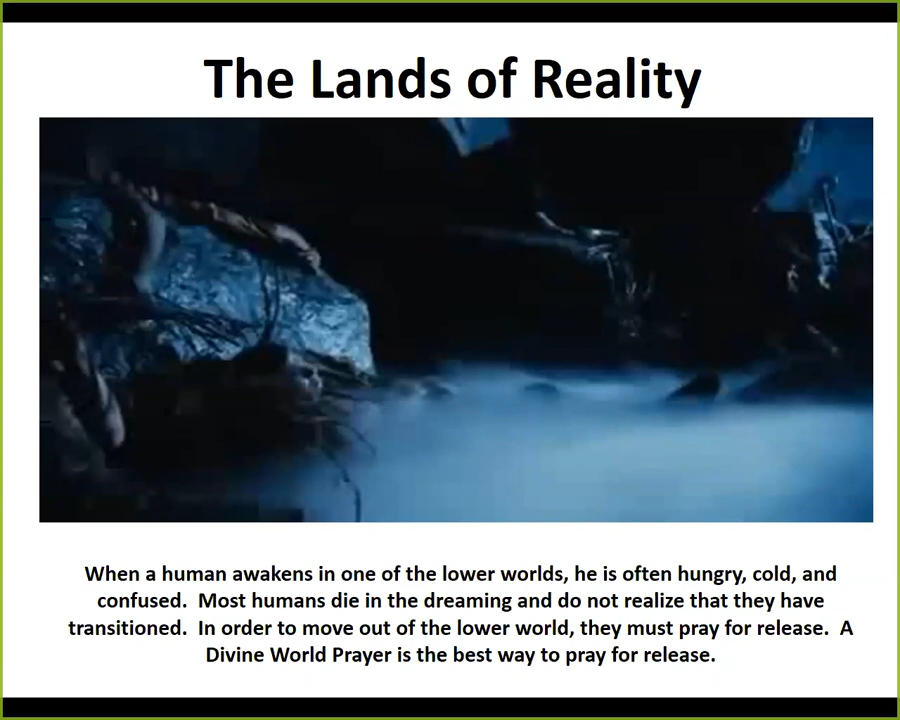 The Lands of Reality
When a human awakens in one of the lower worlds, he is often hungry, cold, and
confused.  Most humans die in the dreaming and do not realize that they have
transitioned.  In order to move out of the lower world, they must pray for release.  A
Divine World Prayer is the best way to pray for release.